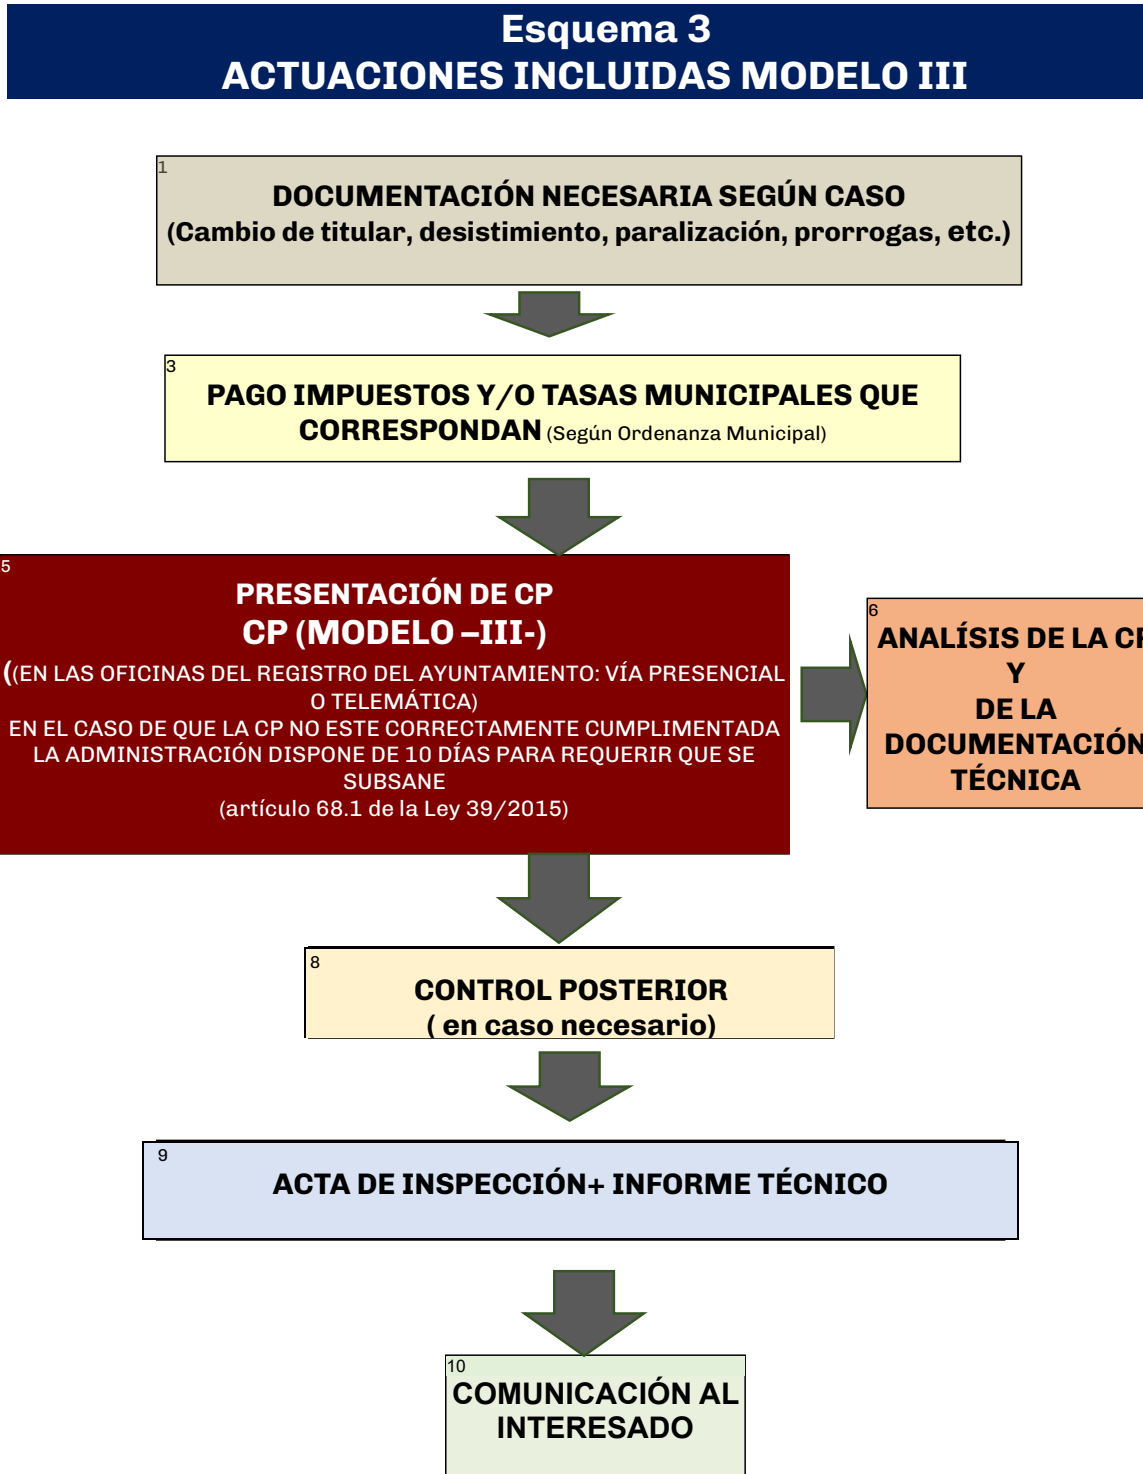 Esquema 3
ACTUACIONES INCLUIDAS MODELO III
1
DOCUMENTACIÓN NECESARIA SEGÚN CASO
(Cambio de titular, desistimiento, paralización, prorrogas, etc.)
3
PAGO IMPUESTOS Y/O TASAS MUNICIPALES QUE
CORRESPONDAN (Según Ordenanza Municipal)
5
PRESENTACIÓN DE CP
CP (MODELO –III-)
((EN LAS OFICINAS DEL REGISTRO DEL AYUNTAMIENTO: VÍA PRESENCIAL
O TELEMÁTICA)
EN EL CASO DE QUE LA CP NO ESTE CORRECTAMENTE CUMPLIMENTADA
LA ADMINISTRACIÓN DISPONE DE 10 DÍAS PARA REQUERIR QUE SE
SUBSANE
(artículo 68.1 de la Ley 39/2015)
6
ANALÍSIS DE LA CP
Y
DE LA
DOCUMENTACIÓN
TÉCNICA
8
CONTROL POSTERIOR
( en caso necesario)
9
ACTA DE INSPECCIÓN+ INFORME TÉCNICO
10
COMUNICACIÓN AL
INTERESADO